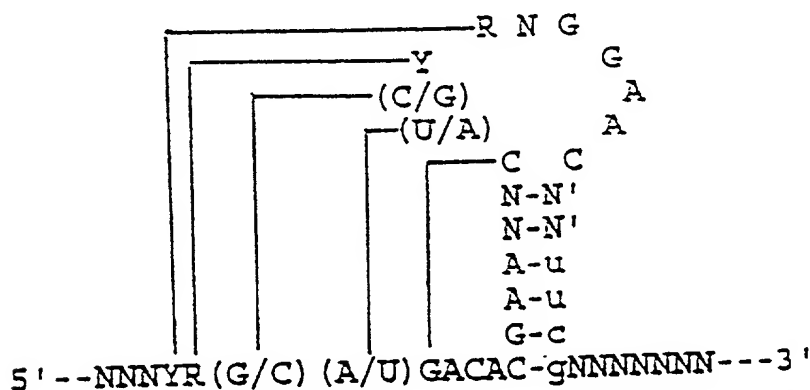 R N G
Y G
(C/G) A
(U/A) A
C C
N-N'
N-N'
A-u
A-u
G-c
5'--NNNYR(G/C)(A/U)GACAC-gNNNNNNN---3'